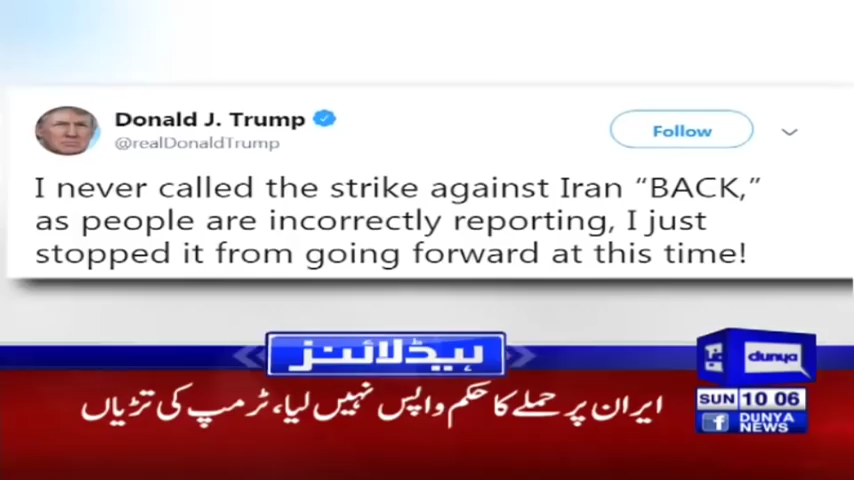 Donald J. Trump
@realDonaldTrump
Follow
I never called the strike against Iran “BACK,”
as people are incorrectly reporting, I just
stopped it from going forward at this time!
ہیڈلائنز
دنیا dunya
ایران پر حملے کا حکم واپس نہیں لیا، ٹرمپ کی تڑیاں
SUN 10 06
f DUNYA
NEWS